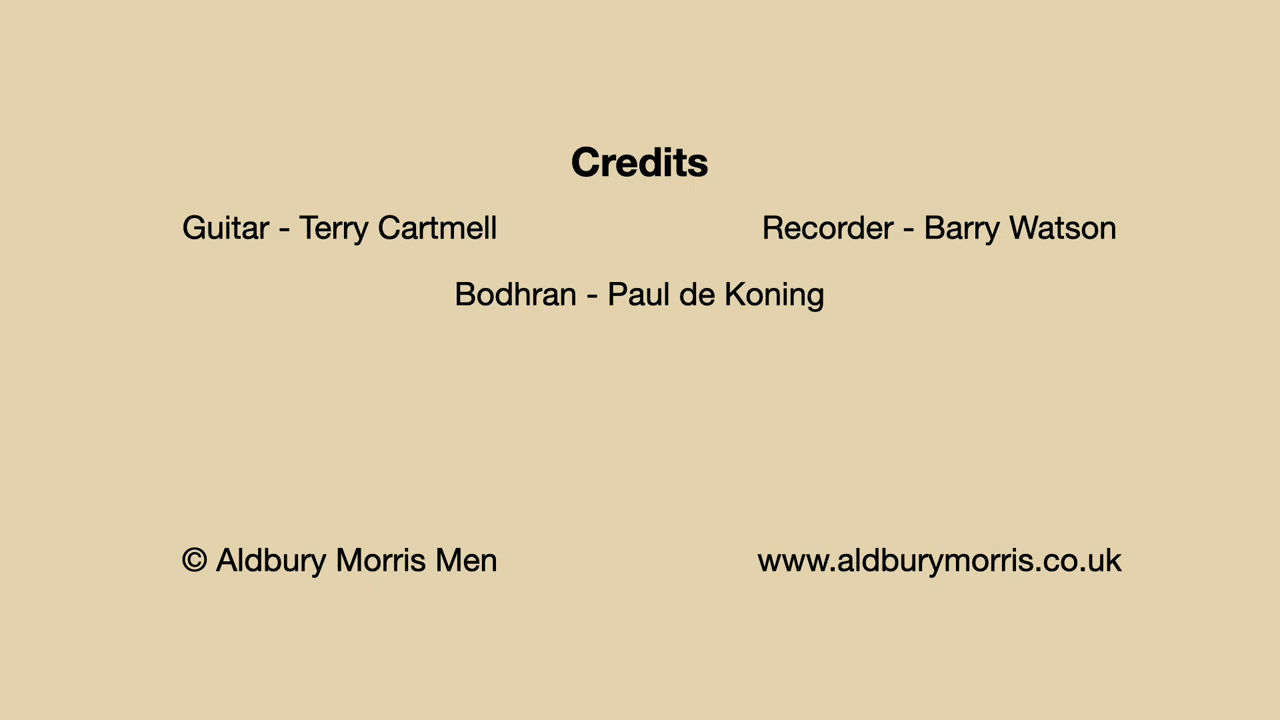 Credits
Guitar - Terry Cartmell
Recorder - Barry Watson
Bodhran - Paul de Koning
© Aldbury Morris Men
www.aldburymorris.co.uk